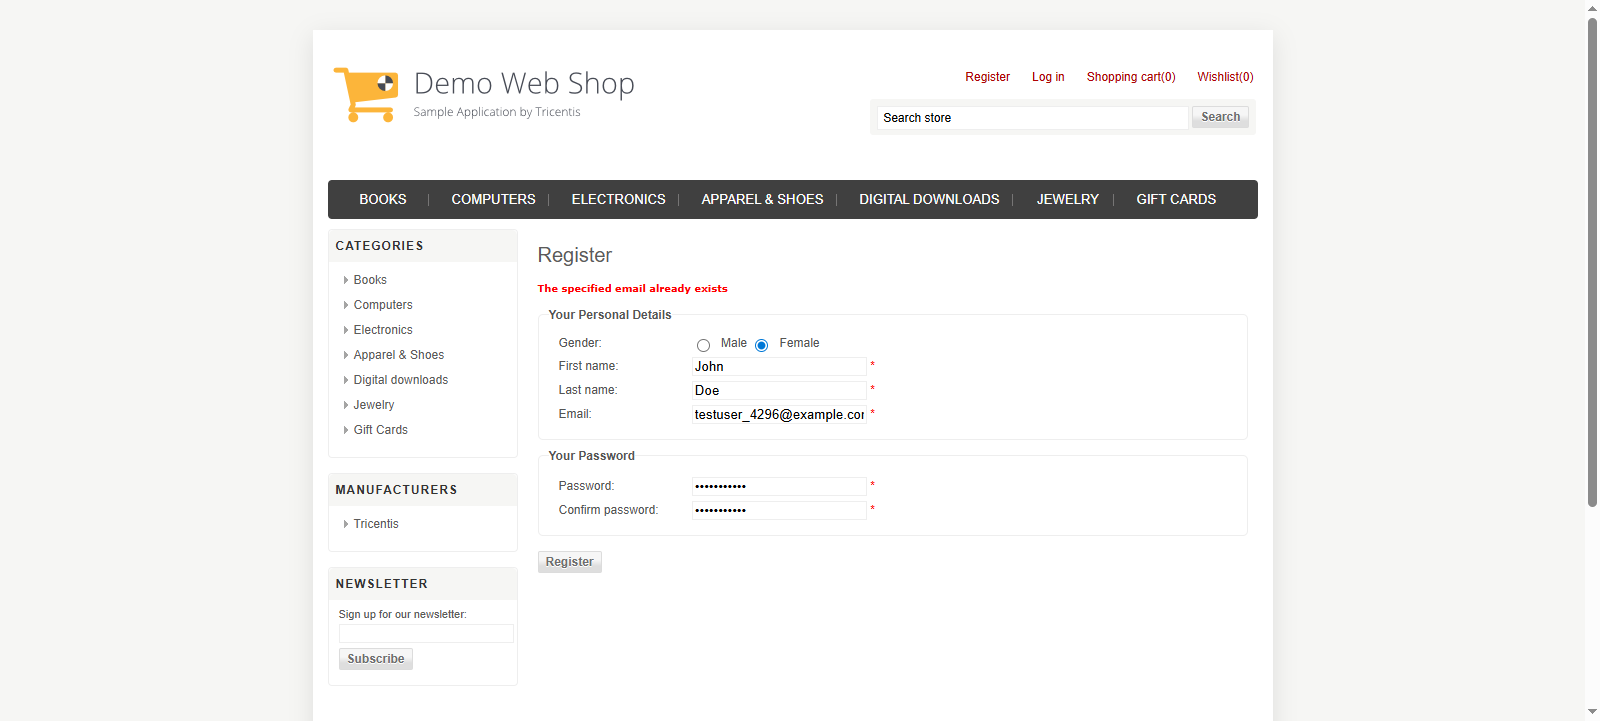 Demo Web Shop
Sample Application by Tricentis
Register Log in Shopping cart(0) Wishlist(0)
Search store Search
BOOKS COMPUTERS ELECTRONICS APPAREL & SHOES DIGITAL DOWNLOADS JEWELRY GIFT CARDS
CATEGORIES
Books
Computers
Electronics
Apparel & Shoes
Digital downloads
Jewelry
Gift Cards
MANUFACTURERS
Tricentis
NEWSLETTER
Sign up for our newsletter:
Subscribe
Register
The specified email already exists
Your Personal Details
Gender: Male Female
First name: John *
Last name: Doe *
Email: testuser_4296@example.cor *
Your Password
Password: ••••••••••• *
Confirm password: ••••••••••• *
Register